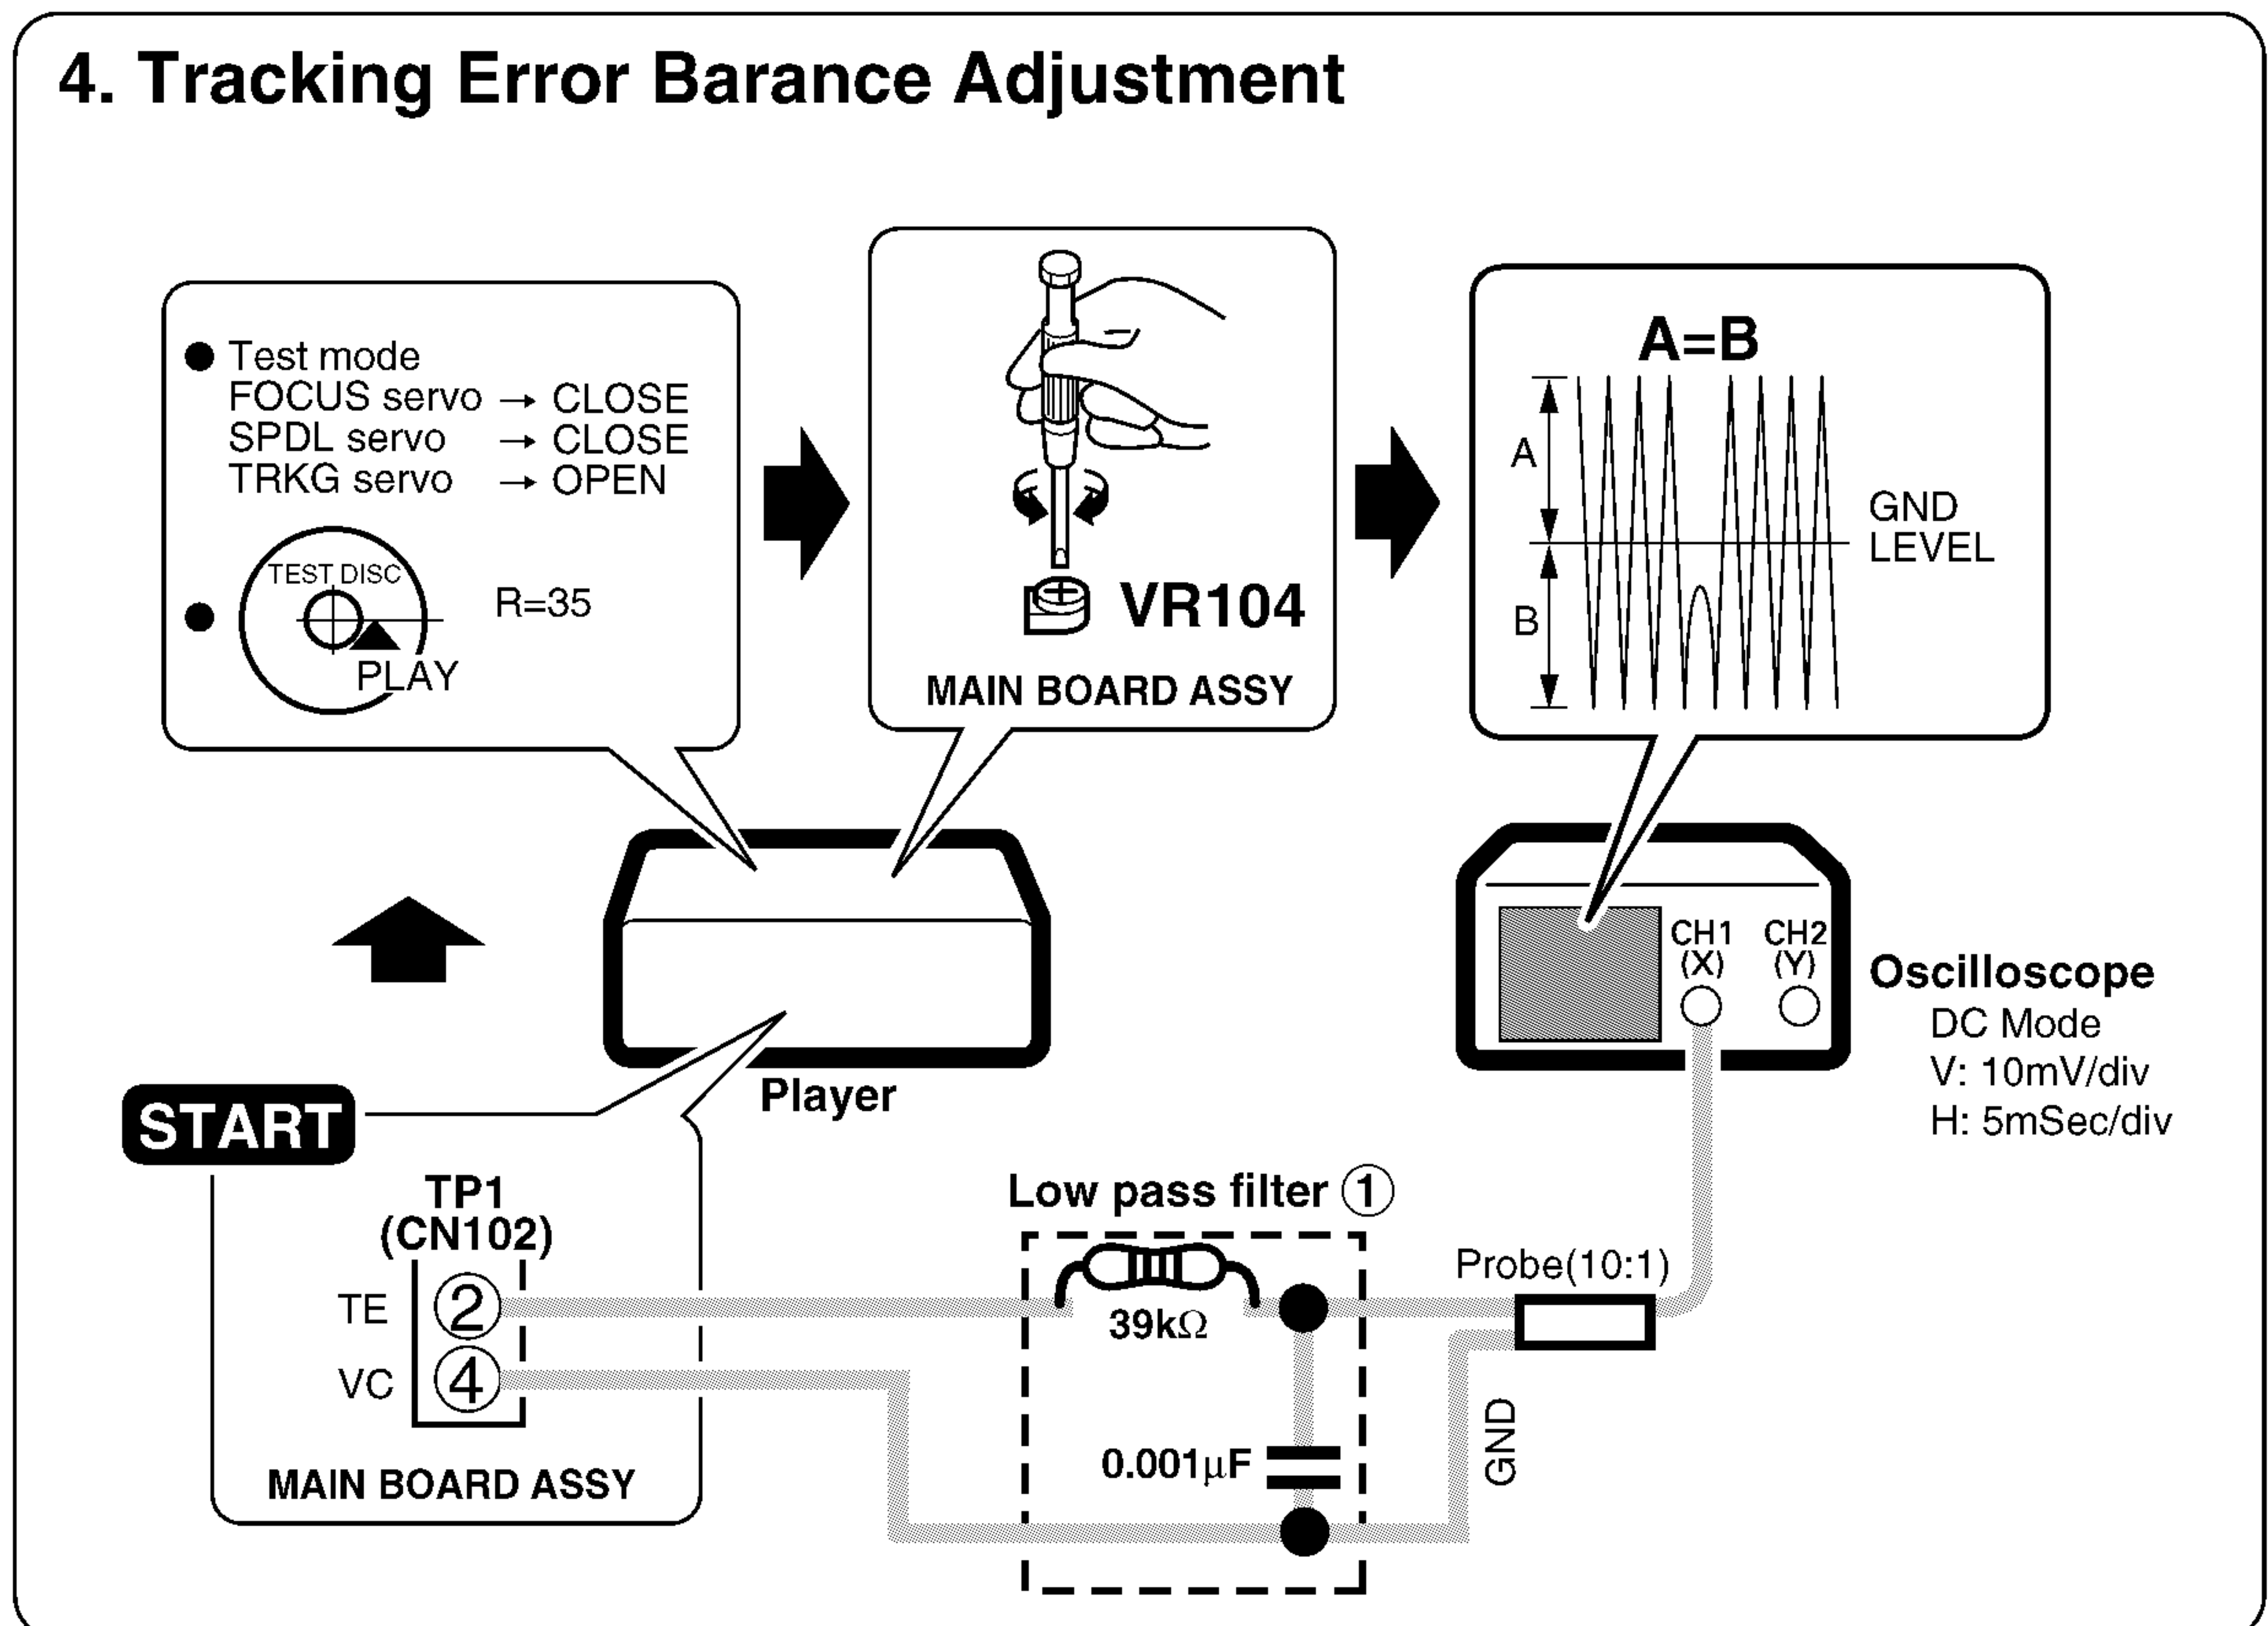 4. Tracking Error Barance Adjustment
Test mode
FOCUS servo → CLOSE
SPDL servo → CLOSE
TRKG servo → OPEN
TEST DISC
R=35
PLAY
VR104
MAIN BOARD ASSY
A=B
A
GND
LEVEL
B
Player
CH1
(X)
CH2
(Y)
Oscilloscope
DC Mode
V: 10mV/div
H: 5mSec/div
START
TP1
(CN102)
TE ②
VC ④
MAIN BOARD ASSY
Low pass filter ①
39kΩ
0.001μF
Probe(10:1)
GND